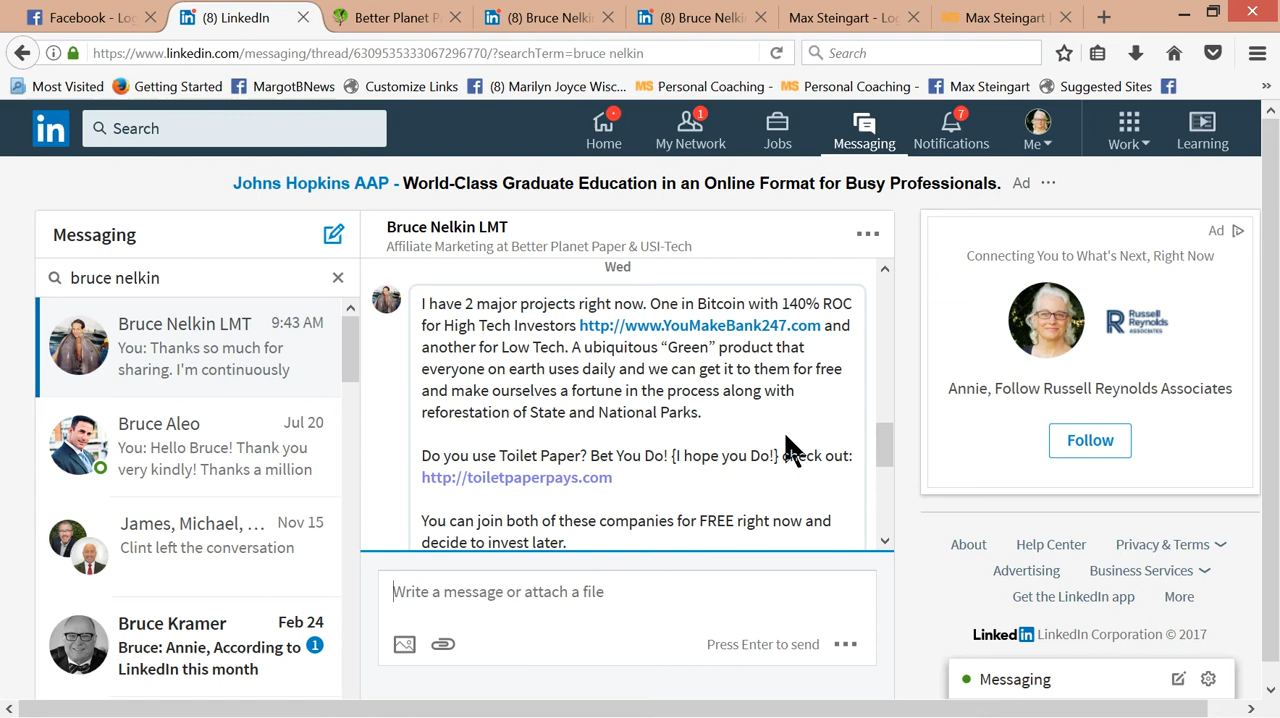 Facebook - Log
(8) LinkedIn
Better Planet P
(8) Bruce Nelki
(8) Bruce Nelki
Max Steingart - Log
Max Steingart
https://www.linkedin.com/messaging/thread/6309535333067296770/?searchTerm=bruce nelkin
Search
Most Visited
Getting Started
MargotBNews
Customize Links
(8) Marilyn Joyce Wisc...
Personal Coaching -
Personal Coaching -
Max Steingart
Suggested Sites
in
Search
Home
1
My Network
Jobs
Messaging
7
Notifications
Me
Work
Learning
Johns Hopkins AAP - World-Class Graduate Education in an Online Format for Busy Professionals. Ad
Messaging
bruce nelkin
Bruce Nelkin LMT
9:43 AM
You: Thanks so much for
sharing. I'm continuously
Bruce Aleo
Jul 20
You: Hello Bruce! Thank you
very kindly! Thanks a million
James, Michael, ...
Nov 15
Clint left the conversation
Bruce Kramer
Feb 24
Bruce: Annie, According to
1
LinkedIn this month
Bruce Nelkin LMT
Affiliate Marketing at Better Planet Paper & USI-Tech
Wed
I have 2 major projects right now. One in Bitcoin with 140% ROC
for High Tech Investors http://www.YouMakeBank247.com and
another for Low Tech. A ubiquitous “Green” product that
everyone on earth uses daily and we can get it to them for free
and make ourselves a fortune in the process along with
reforestation of State and National Parks.
Do you use Toilet Paper? Bet You Do! {I hope you Do!} check out:
http://toiletpaperpays.com
You can join both of these companies for FREE right now and
decide to invest later.
Write a message or attach a file
Press Enter to send
Ad
Connecting You to What's Next, Right Now
Russell
Reynolds
ASSOCIATES
Annie, Follow Russell Reynolds Associates
Follow
About
Help Center
Privacy & Terms
Advertising
Business Services
Get the LinkedIn app
More
Linked in LinkedIn Corporation © 2017
Messaging